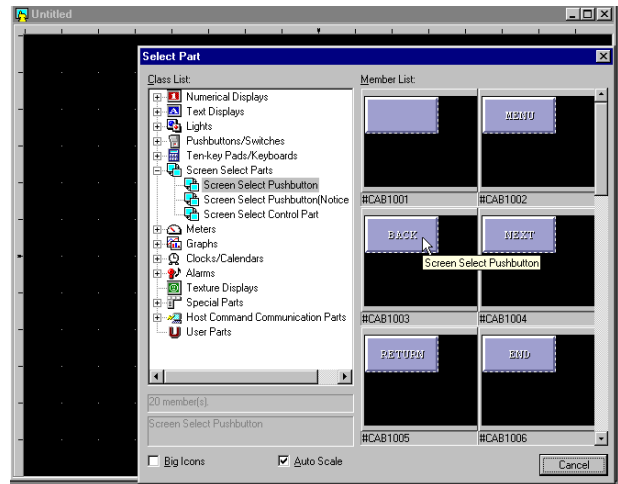 Untitled
Select Part
Class List:
Member List:
Numerical Displays
Text Displays
Lights
Pushbuttons/Switches
Ten-key Pads/Keyboards
Screen Select Parts
Screen Select Pushbutton
Screen Select Pushbutton(Notice
Screen Select Control Part
Meters
Graphs
Clocks/Calendars
Alarms
Texture Displays
Special Parts
Host Command Communication Parts
User Parts
20 member(s).
Screen Select Pushbutton
Big Icons
Auto Scale
MENU
#CAB1001
#CAB1002
BACK
NEXT
Screen Select Pushbutton
#CAB1003
#CAB1004
RETURN
END
#CAB1005
#CAB1006
Cancel